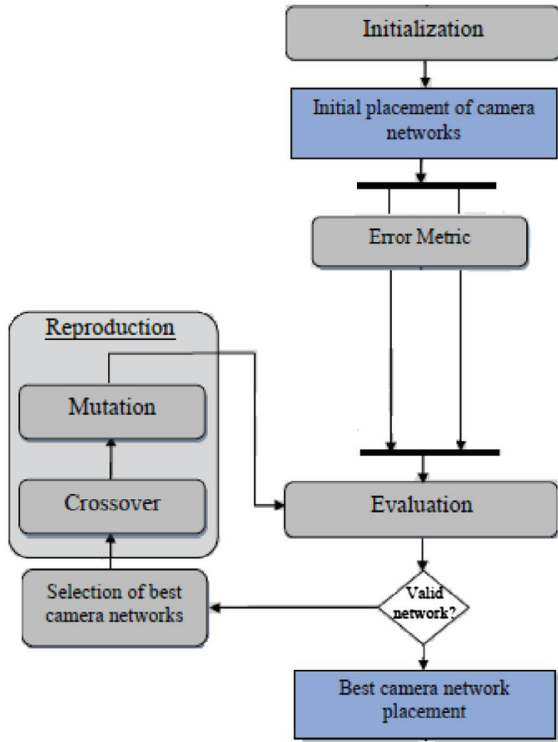 Initialization
Initial placement of camera
networks
Error Metric
Reproduction
Mutation
Crossover
Evaluation
Selection of best
camera networks
Valid
network?
Best camera network
placement